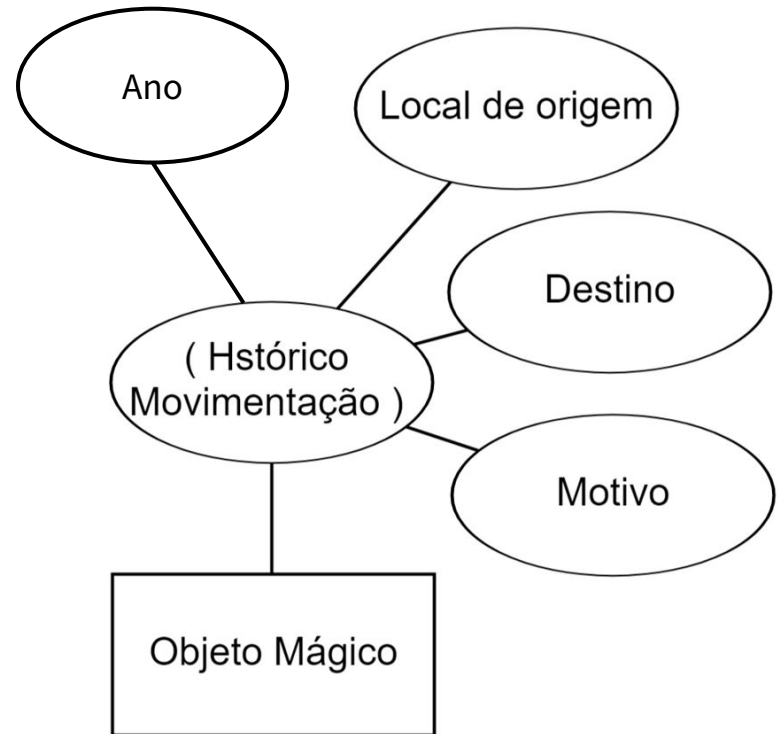 Ano
Local de origem
Destino
( Hstórico
Movimentação )
Motivo
Objeto Mágico